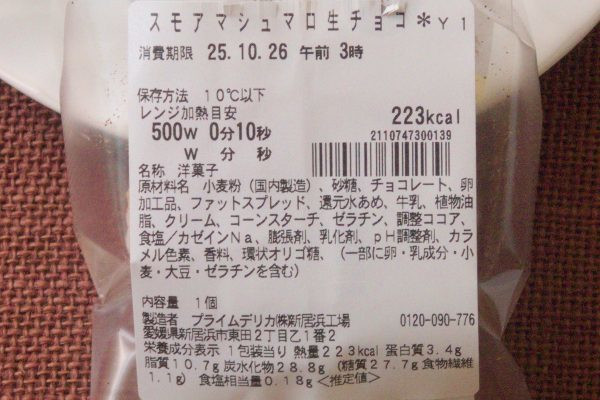 スモアマシュマロ生チョコ＊Ｙ１
消費期限 25.10.26 午前 3時
保存方法 １０℃以下
レンジ加熱目安
500W 0分10秒
W 分 秒
223kcal
2110747300139
名称 洋菓子
原材料名 小麦粉（国内製造）、砂糖、チョコレート、卵
加工品、ファットスプレッド、還元水あめ、牛乳、植物油
脂、クリーム、コーンスターチ、ゼラチン、調整ココア、
食塩／カゼインＮａ、膨張剤、乳化剤、ｐＨ調整剤、カラ
メル色素、香料、環状オリゴ糖、（一部に卵・乳成分・小
麦・大豆・ゼラチンを含む）
内容量 １個
製造者 プライムデリカ㈱新居浜工場 0120-090-776
愛媛県新居浜市東田２丁目乙１番２
栄養成分表示 １包装当り 熱量２２３kcal 蛋白質３.４g
脂質１０.７g 炭水化物２８.８g （糖質２７.７g 食物繊維
１.１g） 食塩相当量０.１８g ＜推定値＞